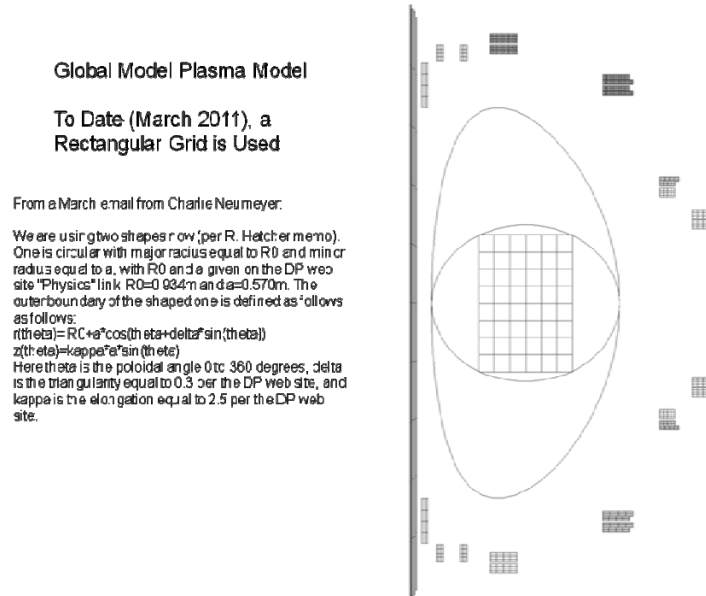 Global Model Plasma Model
To Date (March 2011), a
Rectangular Grid is Used
From a March email from Charlie Neumeyer:
We are using two shapes now (per R. Hatcher memo).
One is circular with major radius equal to R0 and minor
radius equal to a, with R0 and a given on the DP web
site "Physics" link R0=0.934m and a=0.570m. The
outer boundary of the shaped one is defined as follows
as follows:
r(theta)= R0+a*cos(theta+delta*sin(theta))
z(theta)=kappa*a*sin(theta)
Here theta is the poloidal angle 0 to 360 degrees, delta
is the triangularity equal to 0.3 per the DP web site, and
kappa is the elongation equal to 2.5 per the DP web
site.